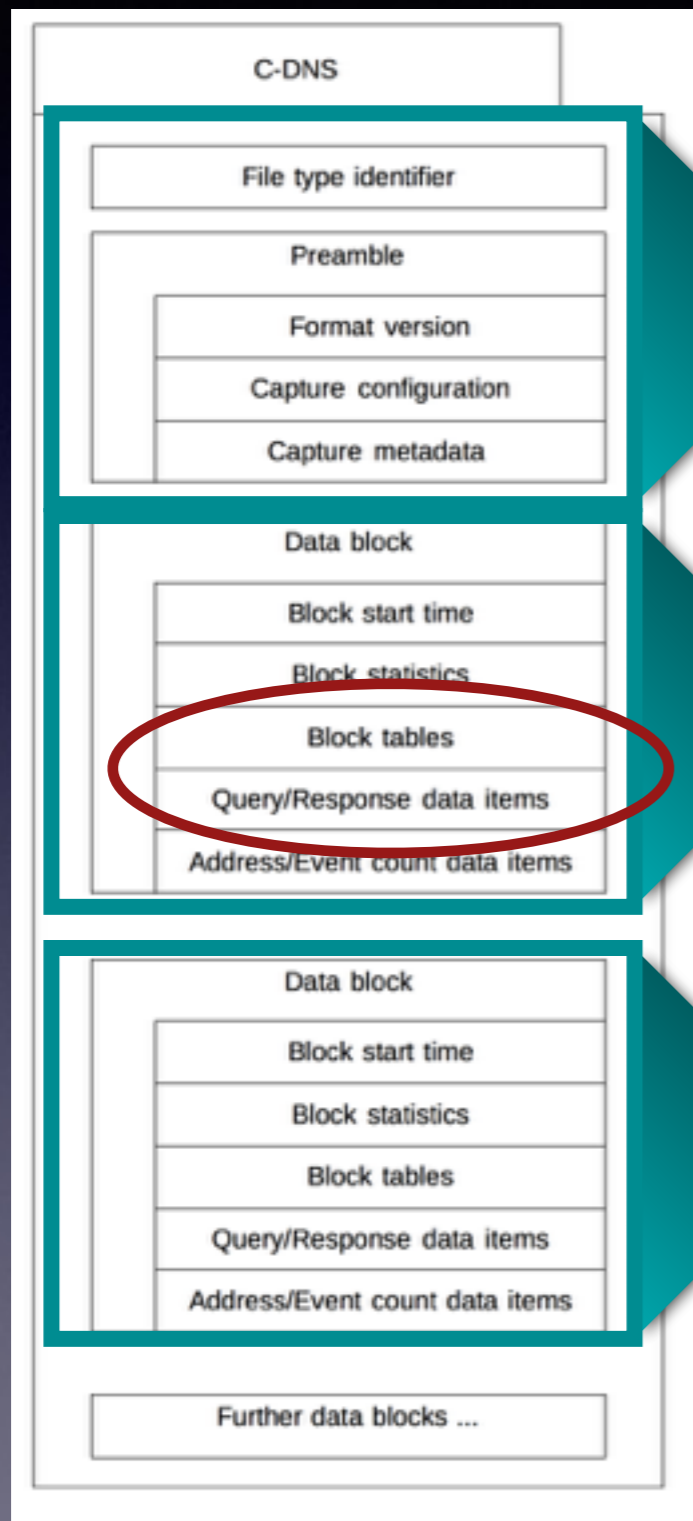 C-DNS
File type identifier
Preamble
Format version
Capture configuration
Capture metadata
Data block
Block start time
Block statistics
Block tables
Query/Response data items
Address/Event count data items
Data block
Block start time
Block statistics
Block tables
Query/Response data items
Address/Event count data items
Further data blocks ...